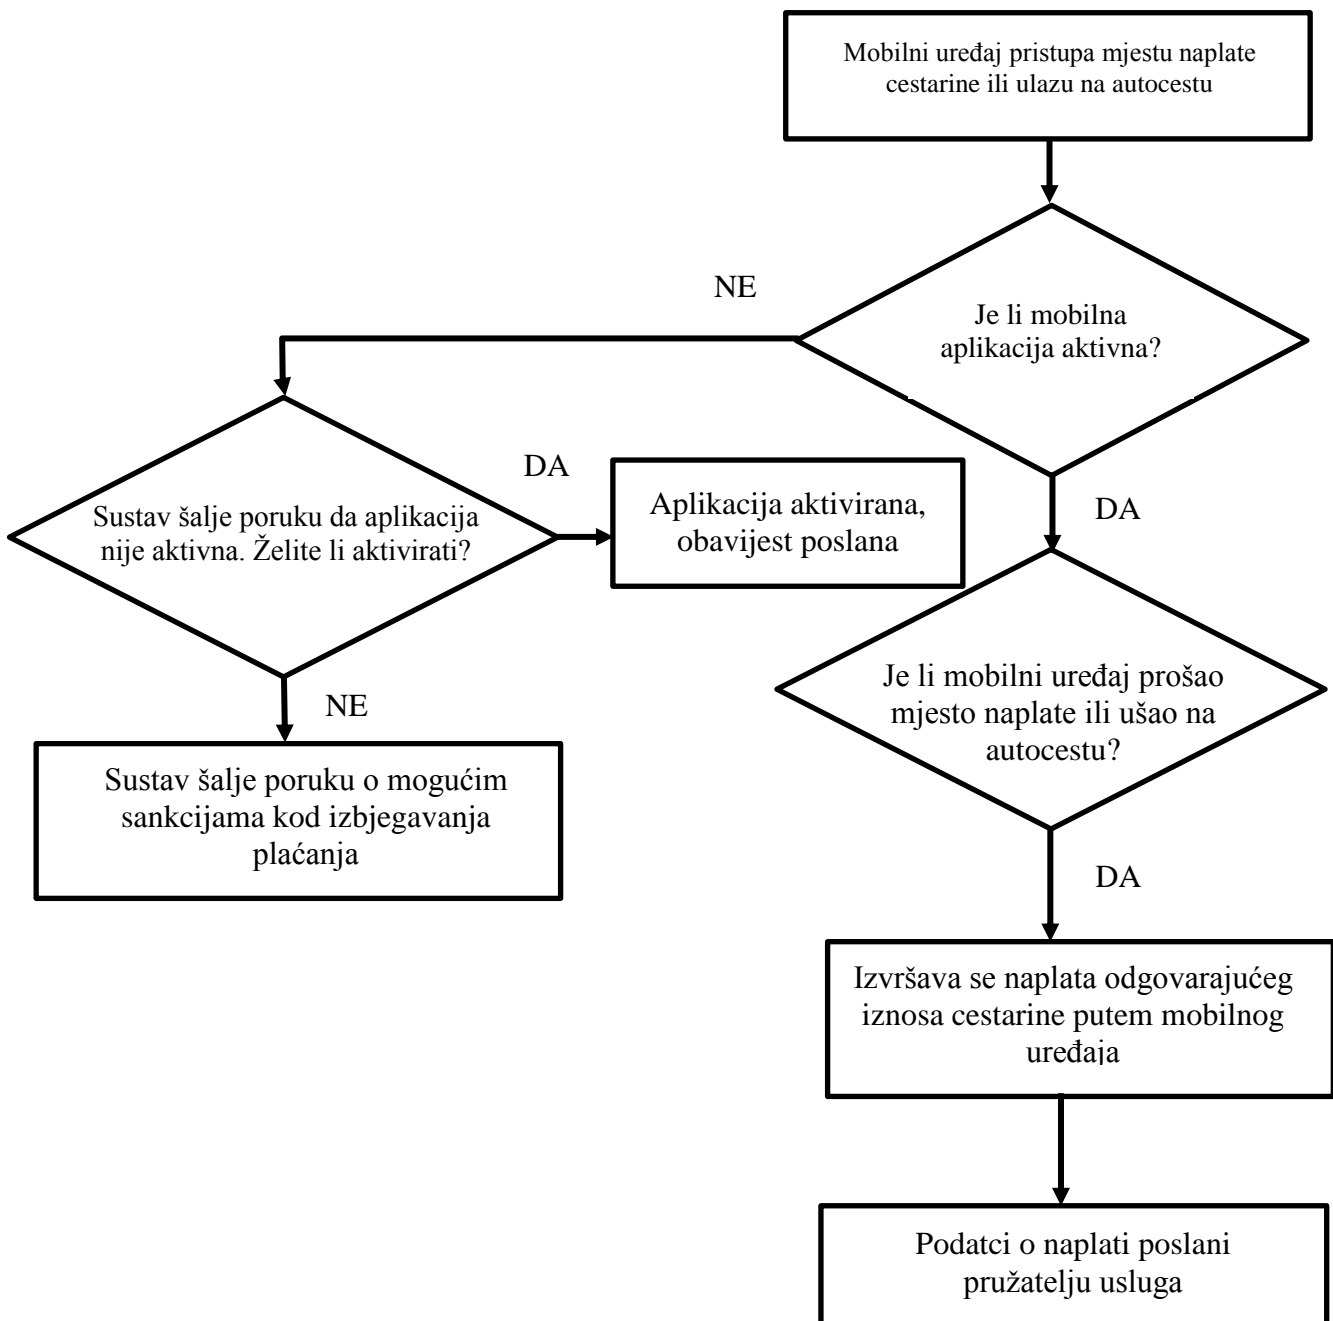 Mobilni uređaj pristupa mjestu naplate
cestarine ili ulazu na autocestu
NE
Je li mobilna
aplikacija aktivna?
DA
Sustav šalje poruku da aplikacija
nije aktivna. Želite li aktivirati?
Aplikacija aktivirana,
obavijest poslana
DA
NE
Je li mobilni uređaj prošao
mjesto naplate ili ušao na
autocestu?
Sustav šalje poruku o mogućim
sankcijama kod izbjegavanja
plaćanja
DA
Izvršava se naplata odgovarajućeg
iznosa cestarine putem mobilnog
uređaja
Podatci o naplati poslani
pružatelju usluga